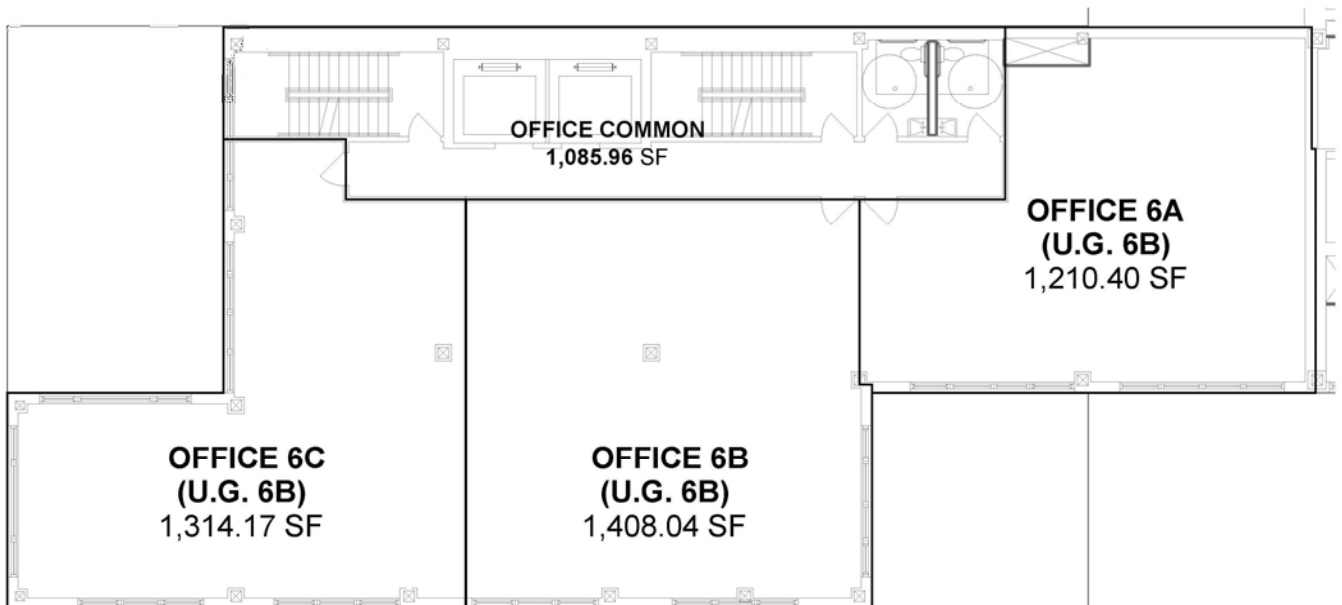 OFFICE COMMON
1,085.96 SF
OFFICE 6A
(U.G. 6B)
1,210.40 SF
OFFICE 6C
(U.G. 6B)
1,314.17 SF
OFFICE 6B
(U.G. 6B)
1,408.04 SF